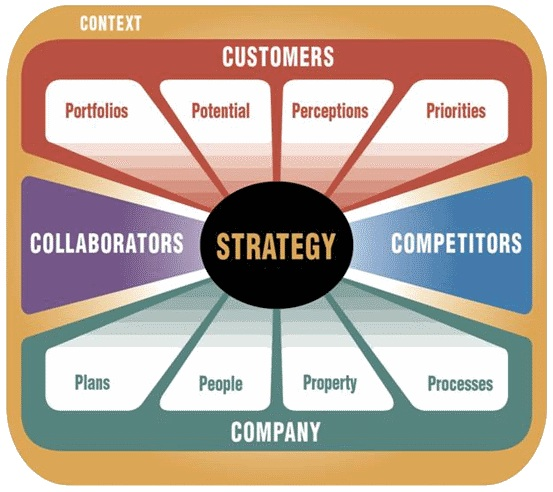 CONTEXT
CUSTOMERS
Portfolios Potential Perceptions Priorities
COLLABORATORS STRATEGY COMPETITORS
Plans People Property Processes
COMPANY